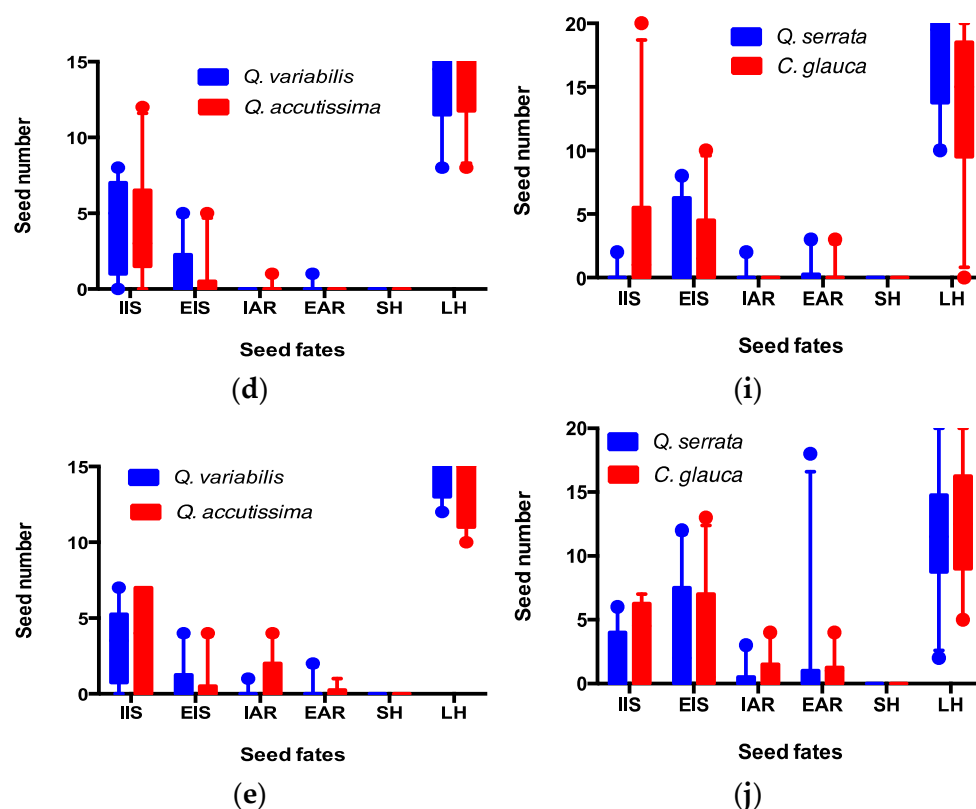 Q. variabilis
Q. accutissima
Seed number
15
10
5
0
IIS EIS IAR EAR SH LH
Seed fates
(d)
Q. serrata
C. glauca
Seed number
20
15
10
5
0
IIS EIS IAR EAR SH LH
Seed fates
(i)
Q. variabilis
Q. accutissima
Seed number
15
10
5
0
IIS EIS IAR EAR SH LH
Seed fates
(e)
Q. serrata
C. glauca
Seed number
20
15
10
5
0
IIS EIS IAR EAR SH LH
Seed fates
(j)